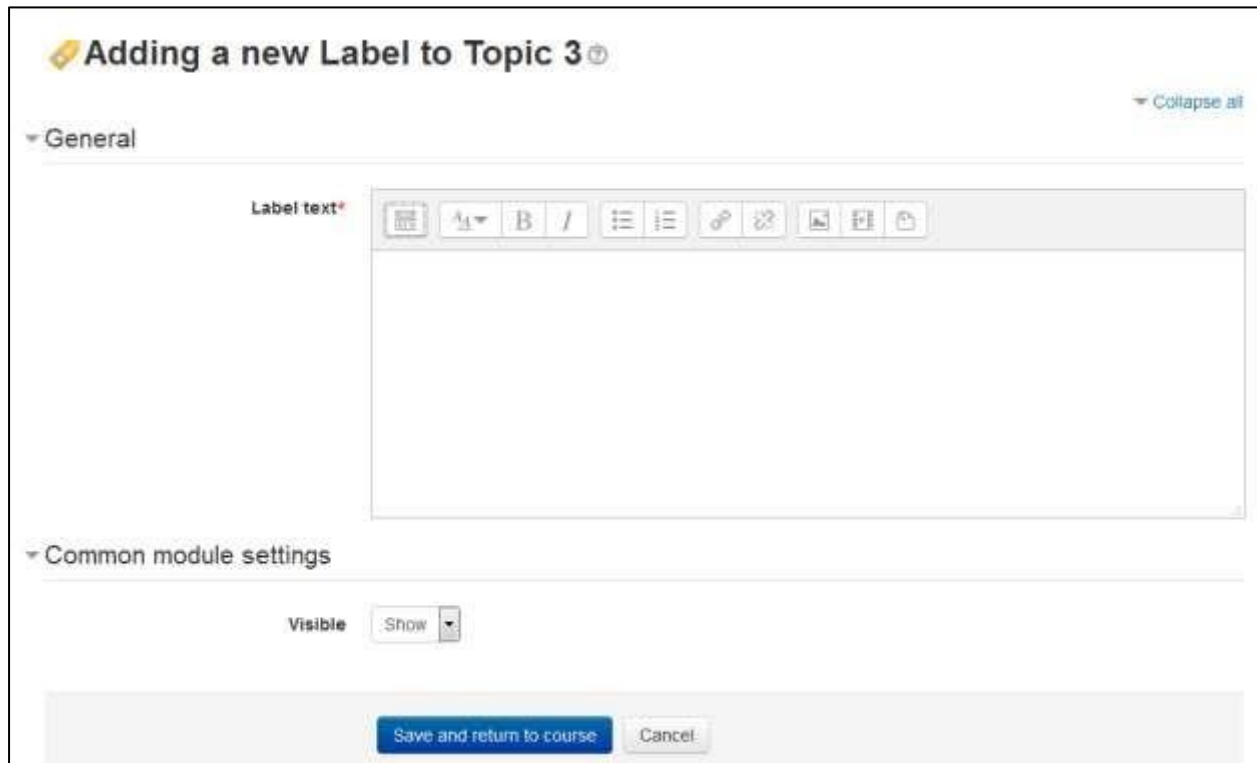 Adding a new Label to Topic 3
Collapse all
General
Label text*
B I
Common module settings
Visible Show
Save and return to course Cancel